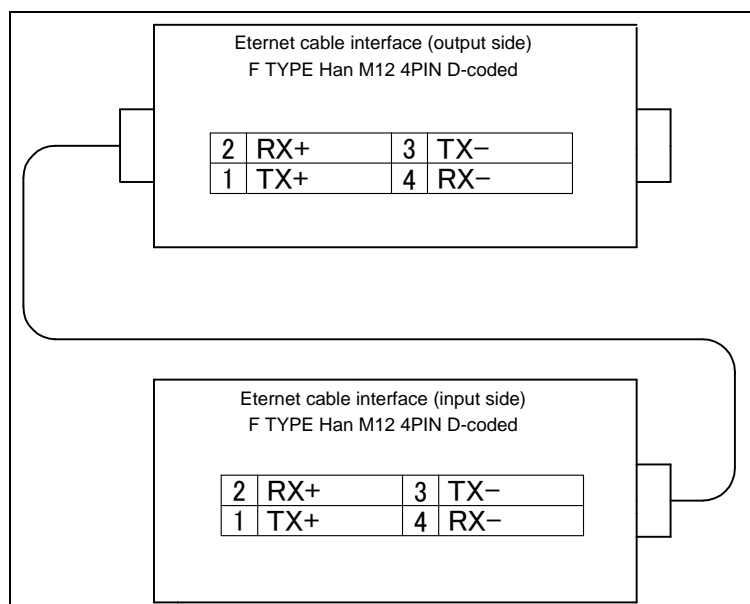 Eternet cable interface (output side)
F TYPE Han M12 4PIN D-coded
2 RX+ 3 TX−
1 TX+ 4 RX−
Eternet cable interface (input side)
F TYPE Han M12 4PIN D-coded
2 RX+ 3 TX−
1 TX+ 4 RX−